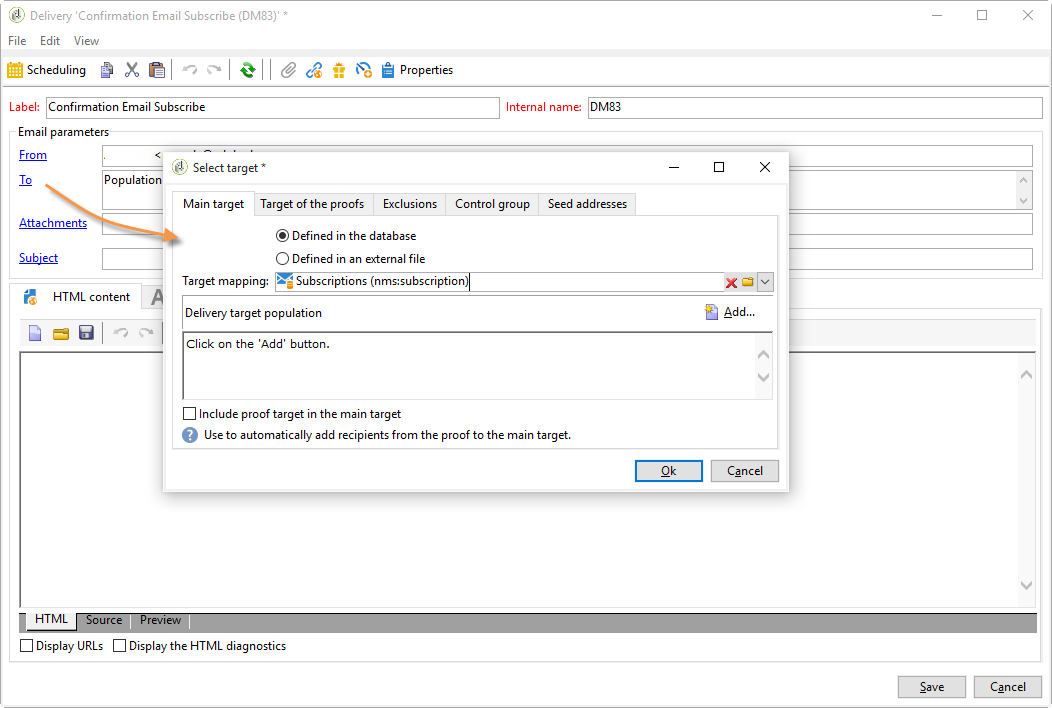 Delivery 'Confirmation Email Subscribe (DM83)' *
File Edit View
Scheduling Properties
Label: Confirmation Email Subscribe Internal name: DM83
Email parameters
From
To Population
Attachments
Subject
HTML content
Select target *
Main target Target of the proofs Exclusions Control group Seed addresses
Defined in the database
Defined in an external file
Target mapping: Subscriptions (nms:subscription)
Delivery target population Add...
Click on the 'Add' button.
Include proof target in the main target
Use to automatically add recipients from the proof to the main target.
Ok Cancel
HTML Source Preview
Display URLs Display the HTML diagnostics
Save Cancel